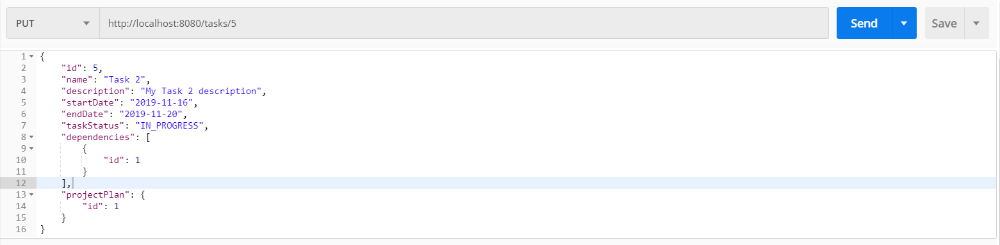 PUT http://localhost:8080/tasks/5 Send Save
1 {
2     "id": 5,
3     "name": "Task 2",
4     "description": "My Task 2 description",
5     "startDate": "2019-11-16",
6     "endDate": "2019-11-20",
7     "taskStatus": "IN_PROGRESS",
8     "dependencies": [
9         {
10             "id": 1
11         }
12     ],
13     "projectPlan": {
14         "id": 1
15     }
16 }